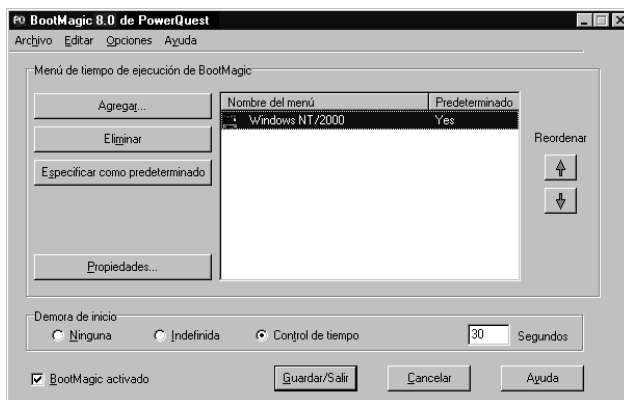 PQ BootMagic 8.0 de PowerQuest
Archivo Editar Opciones Ayuda
Menú de tiempo de ejecución de BootMagic
Agregar...
Eliminar
Especificar como predeterminado
Propiedades...
Nombre del menú Predeterminado
Windows NT/2000 Yes
Reordenar
Demora de inicio
Ninguna Indefinida Control de tiempo 30 Segundos
BootMagic activado Guardar/Salir Cancelar Ayuda